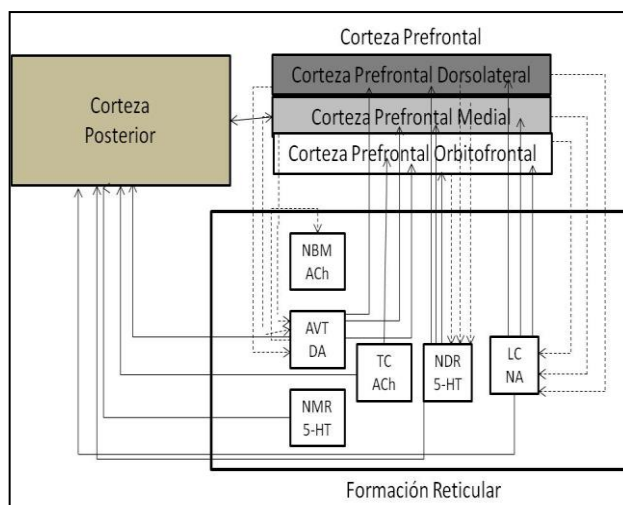 Corteza Prefrontal
Corteza Prefrontal Dorsolateral
Corteza Prefrontal Medial
Corteza Prefrontal Orbitofrontal
Corteza
Posterior
NBM
ACh
AVT
DA
TC
ACh
NDR
5-HT
LC
NA
NMR
5-HT
Formación Reticular